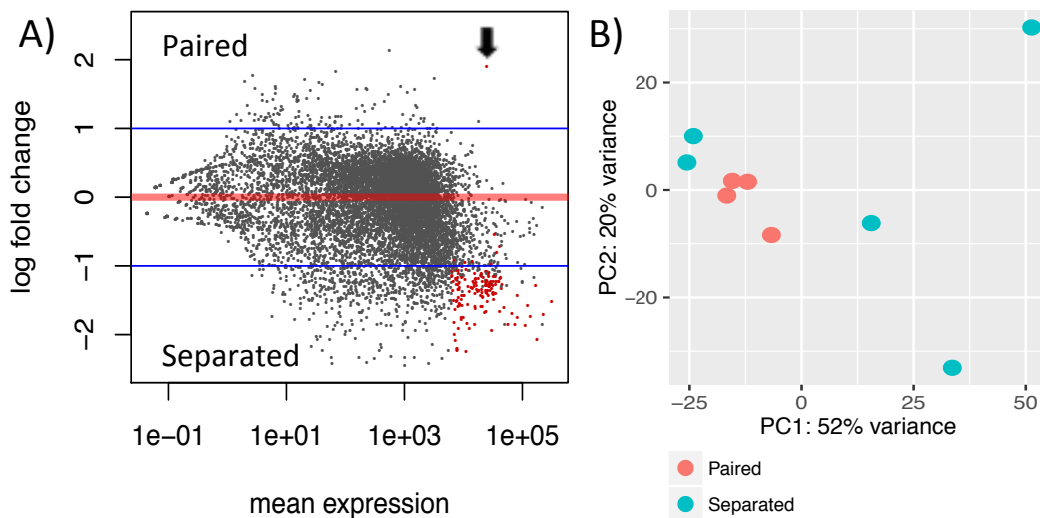 A)
Paired
Separated
log fold change
2
1
0
−1
−2
1e−01 1e+01 1e+03 1e+05
mean expression
B)
PC2: 20% variance
20
0
−20
−25 0 25 50
PC1: 52% variance
Paired
Separated